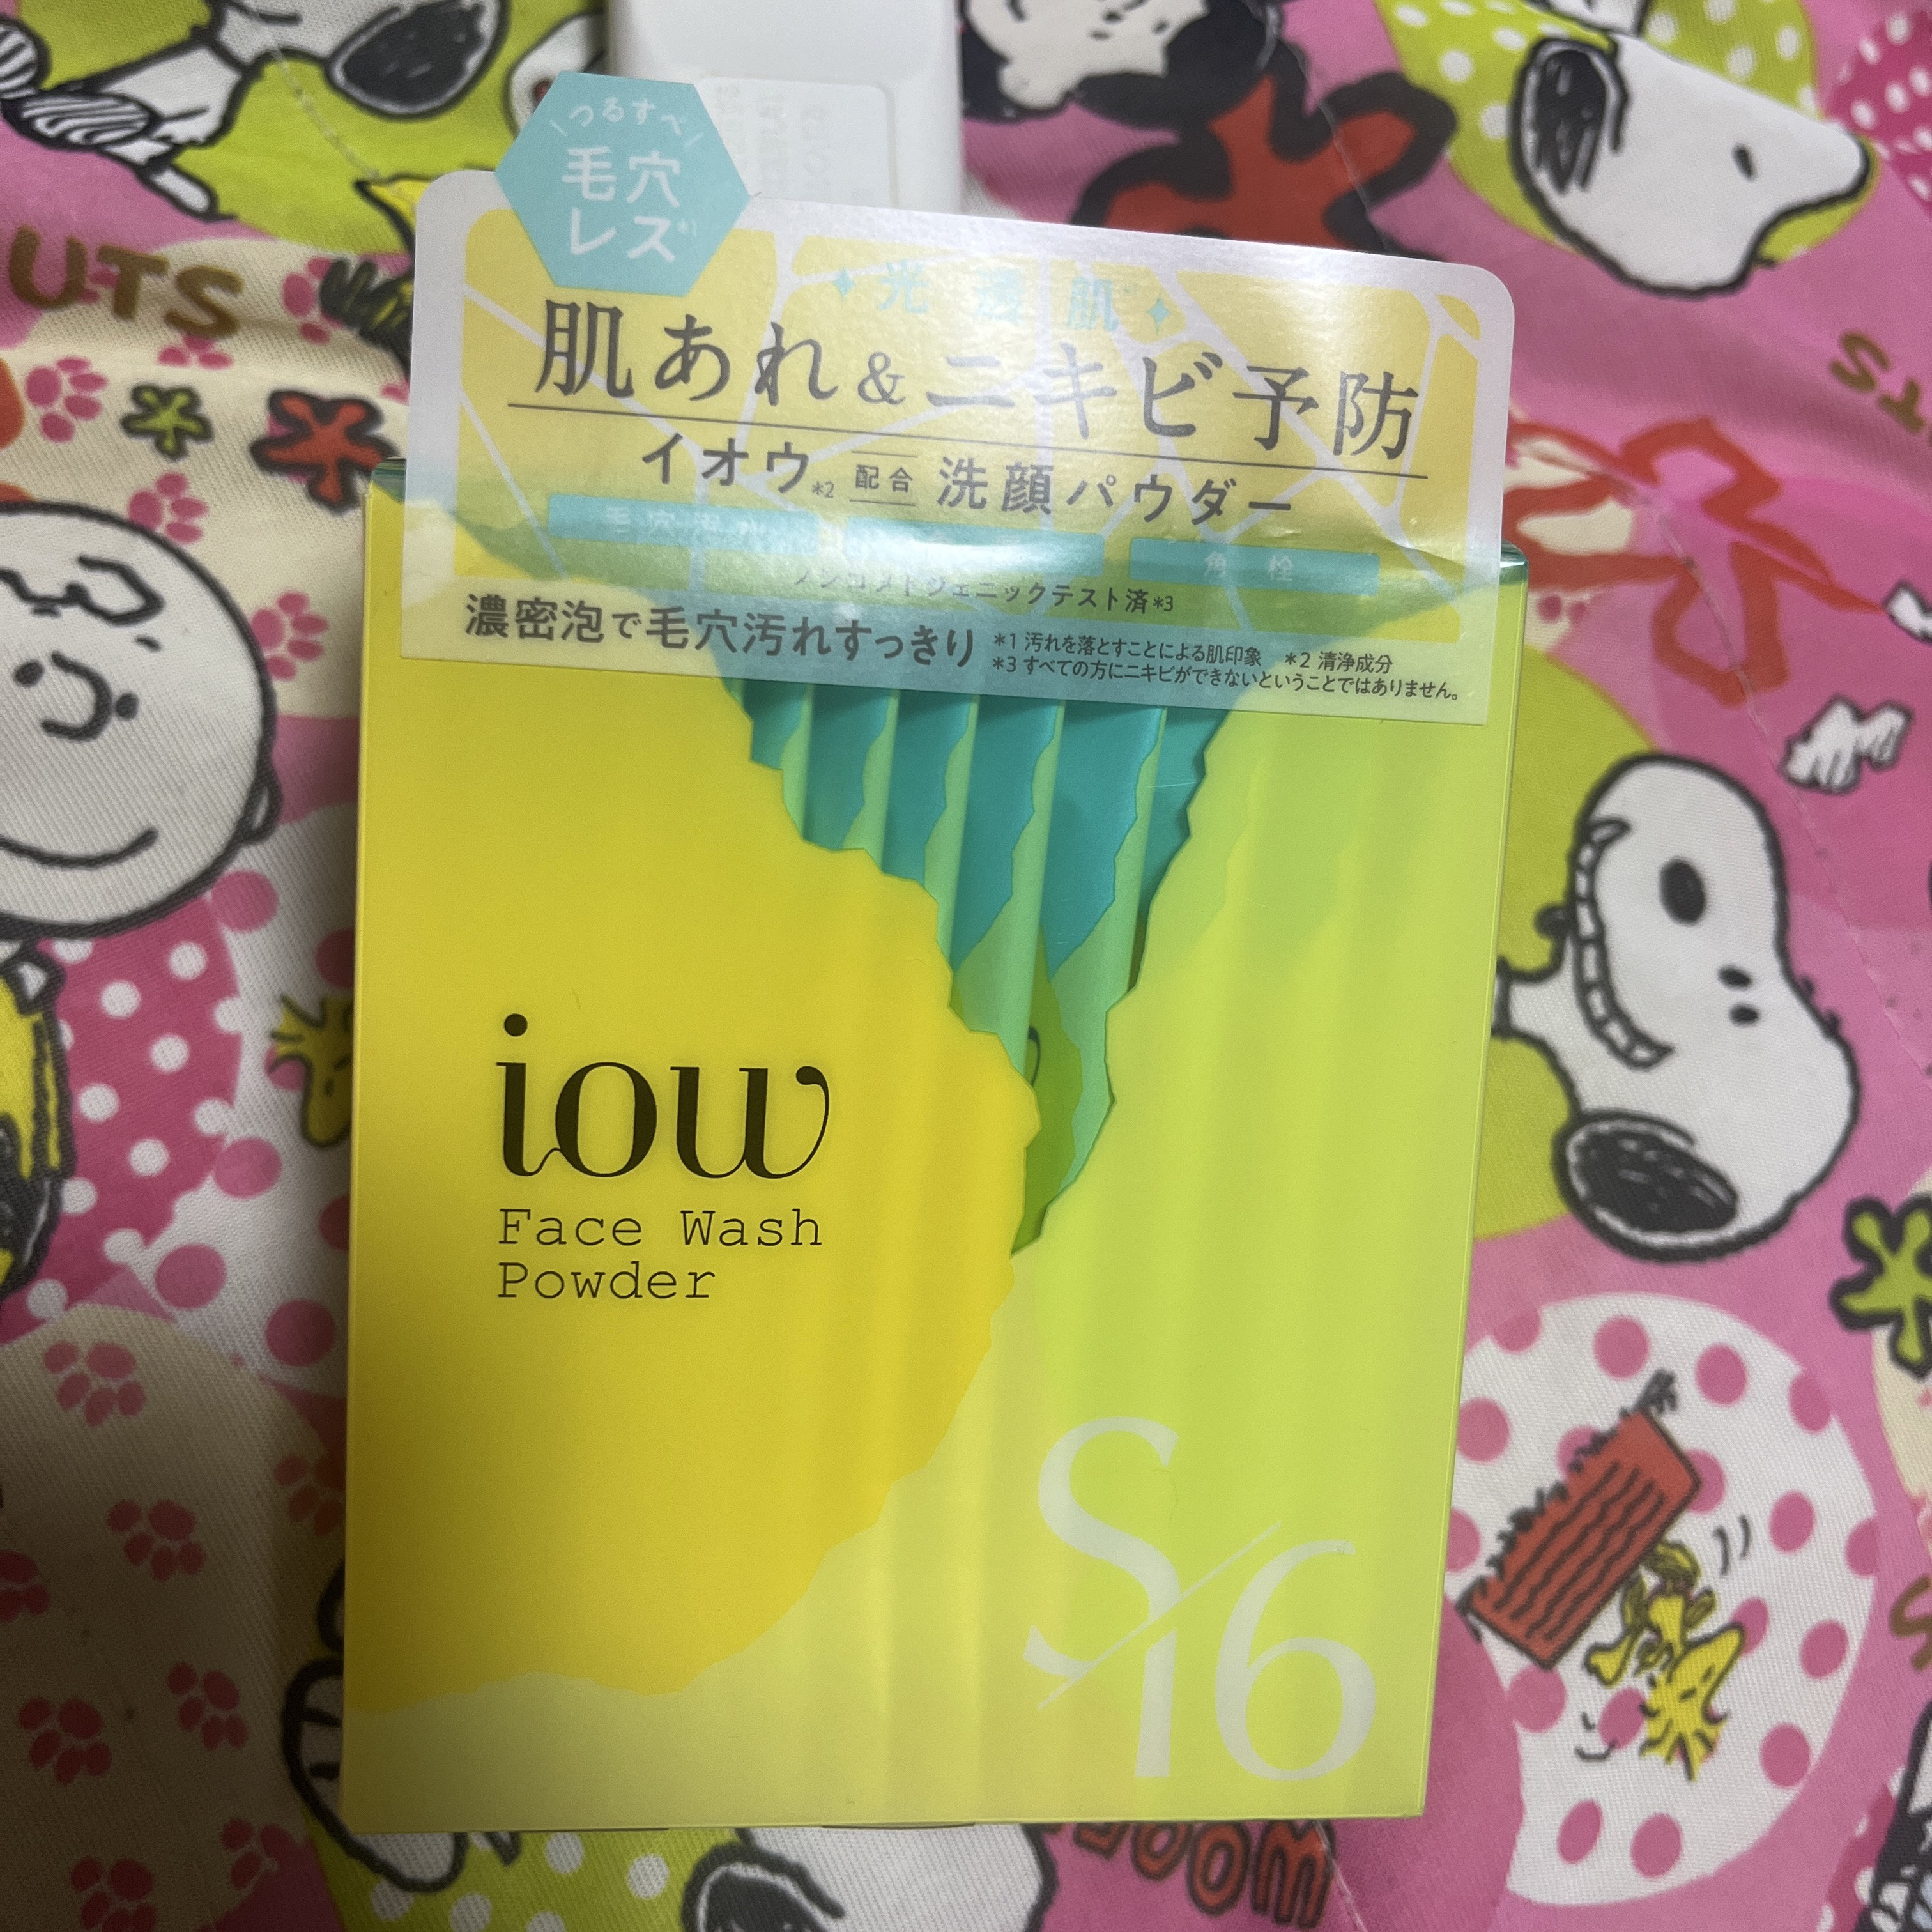 つるすべ
毛穴
レス*1
光透肌
肌あれ&ニキビ予防
イオウ*2 配合 洗顔パウダー
角栓
ノンコメドジェニックテスト済*3
濃密泡で毛穴汚れすっきり
*1 汚れを落とすことによる肌印象 *2 清浄成分
*3 すべての方にニキビができないということではありません。
iow
Face Wash
Powder
S/16
UTS